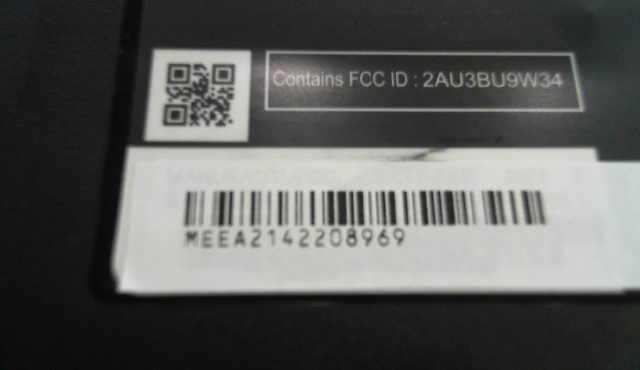 Contains FCC ID : 2AU3BU9W34
MEEA2142208969